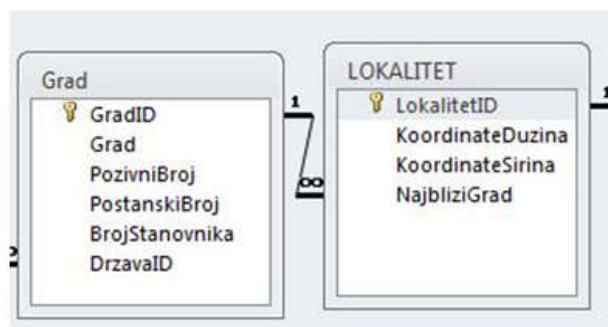 Grad
GradID
Grad
PozivniBroj
PostanskiBroj
BrojStanovnika
DrzavaID
1
∞
LOKALITET
LokalitetID
KoordinateDuzina
KoordinateSirina
NajbliziGrad
1